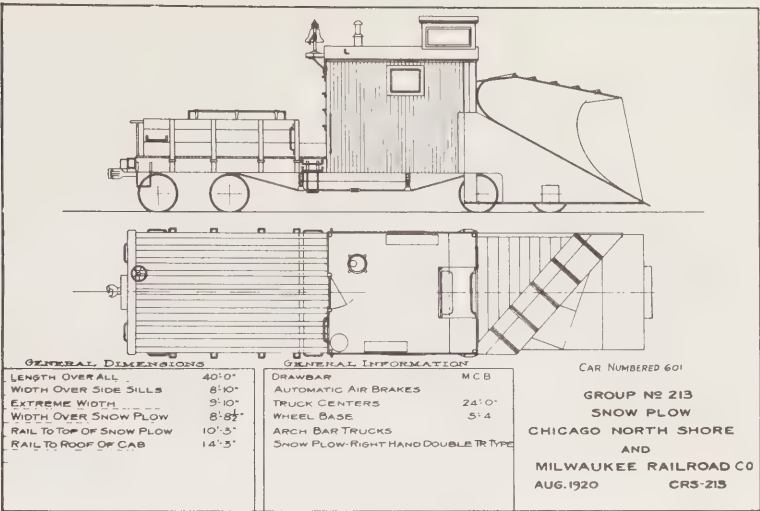 GENERAL DIMENSIONS
LENGTH OVER ALL 40'-0"
WIDTH OVER SIDE SILLS 8'-10"
EXTREME WIDTH 9'-10"
WIDTH OVER SNOW PLOW 8'-8½"
RAIL TO TOP OF SNOW PLOW 10'-3"
RAIL TO ROOF OF CAB 14'-3"
GENERAL INFORMATION
DRAWBAR MCB
AUTOMATIC AIR BRAKES
TRUCK CENTERS 24'-0"
WHEEL BASE 5'-4
ARCH BAR TRUCKS
SNOW PLOW-RIGHT HAND DOUBLE TR TYPE
CAR NUMBERED 601
GROUP Nº 213
SNOW PLOW
CHICAGO NORTH SHORE
AND
MILWAUKEE RAILROAD CO
AUG. 1920 CRS-213